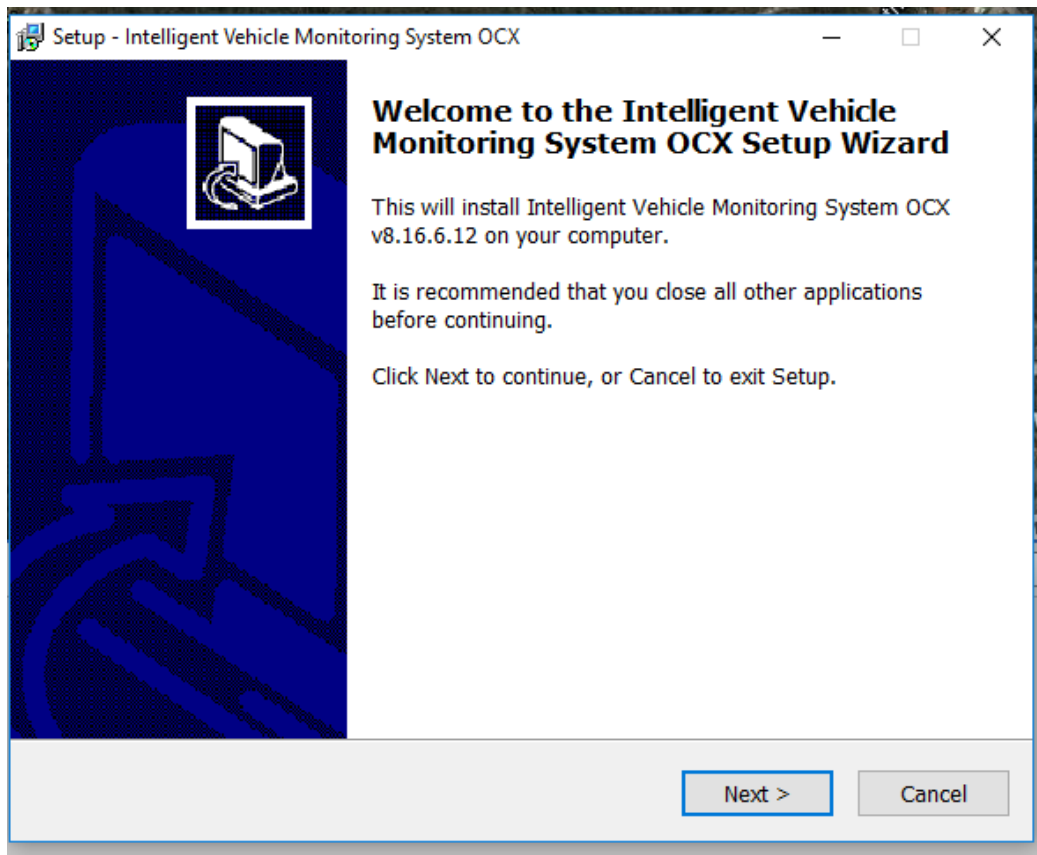 Setup - Intelligent Vehicle Monitoring System OCX
Welcome to the Intelligent Vehicle
Monitoring System OCX Setup Wizard
This will install Intelligent Vehicle Monitoring System OCX
v8.16.6.12 on your computer.
It is recommended that you close all other applications
before continuing.
Click Next to continue, or Cancel to exit Setup.
Next >
Cancel